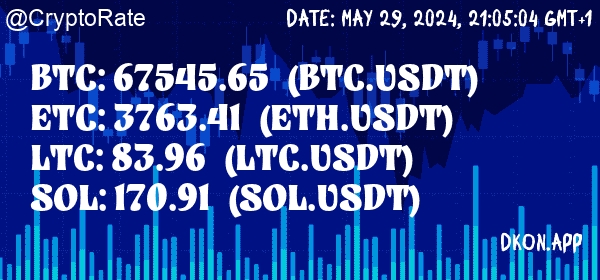 @CryptoRate
DATE: MAY 29, 2024, 21:05:04 GMT+1
BTC: 67545.65 (BTC.USDT)
ETC: 3763.41 (ETH.USDT)
LTC: 83.96 (LTC.USDT)
SOL: 170.91 (SOL.USDT)
DKON.APP